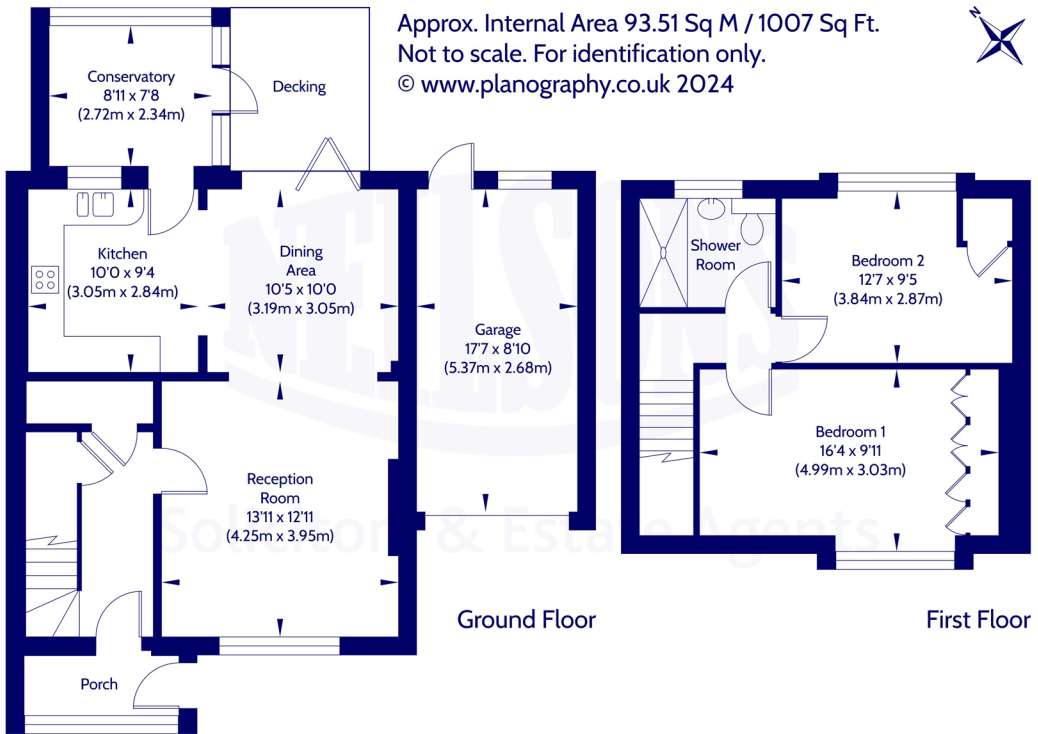 Approx. Internal Area 93.51 Sq M / 1007 Sq Ft.
Not to scale. For identification only.
© www.planography.co.uk 2024
N
Conservatory
8'11 x 7'8
(2.72m x 2.34m)
Decking
Kitchen
10'0 x 9'4
(3.05m x 2.84m)
Dining
Area
10'5 x 10'0
(3.19m x 3.05m)
Garage
17'7 x 8'10
(5.37m x 2.68m)
Reception
Room
13'11 x 12'11
(4.25m x 3.95m)
Porch
Ground Floor
Shower
Room
Bedroom 2
12'7 x 9'5
(3.84m x 2.87m)
Bedroom 1
16'4 x 9'11
(4.99m x 3.03m)
First Floor
NEILSONS
Solicitors & Estate Agents